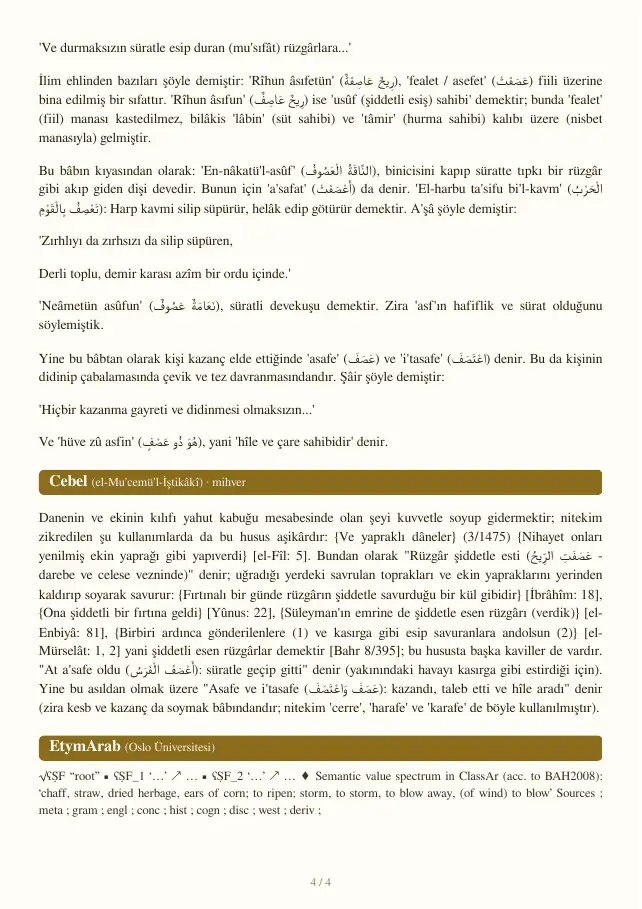 'Ve durmaksızın süratle esip duran (mu'sıfât) rüzgârlara...'
İlim ehlinden bazıları şöyle demiştir: 'Rîhun âsıfetün' (رِيحٌ عَاصِفَةٌ), 'fealet / asefet' (عَصَفَتْ) fiili üzerine
bina edilmiş bir sıfattır. 'Rîhun âsıfun' (رِيحٌ عَاصِفٌ) ise 'usûf (şiddetli esiş) sahibi' demektir; bunda 'fealet'
(fiil) manası kastedilmez, bilâkis 'lâbin' (süt sahibi) ve 'tâmir' (hurma sahibi) kalıbı üzere (nisbet
manasıyla) gelmiştir.
Bu bâbın kıyasından olarak: 'En-nâkatü'l-asûf' (النَّاقَةُ الْعَصُوفُ), binicisini kapıp süratte tıpkı bir rüzgâr
gibi akıp giden dişi devedir. Bunun için 'a'safat' (أَعْصَفَتْ) da denir. 'El-harbu ta'sifu bi'l-kavm' (الْحَرْبُ
تَعْصِفُ بِالْقَوْمِ): Harp kavmi silip süpürür, helâk edip götürür demektir. A'şâ şöyle demiştir:
'Zırhlıyı da zırhsızı da silip süpüren,
Derli toplu, demir karası azîm bir ordu içinde.'
'Neâmetün asûfun' (نَعَامَةٌ عَصُوفٌ), süratli devekuşu demektir. Zira 'asf'ın hafiflik ve sürat olduğunu
söylemiştik.
Yine bu bâbtan olarak kişi kazanç elde ettiğinde 'asafe' (عَصَفَ) ve 'i'tasafe' (اعْتَصَفَ) denir. Bu da kişinin
didinip çabalamasında çevik ve tez davranmasındandır. Şâir şöyle demiştir:
'Hiçbir kazanma gayreti ve didinmesi olmaksızın...'
Ve 'hüve zû asfin' (هُوَ ذُو عَصْفٍ), yani 'hîle ve çare sahibidir' denir.
Cebel (el-Mu'cemü'l-İştikâkî) · mihver
Danenin ve ekinin kılıfı yahut kabuğu mesabesinde olan şeyi kuvvetle soyup gidermektir; nitekim
zikredilen şu kullanımlarda da bu husus aşikârdır: {Ve yapraklı dâneler} (3/1475) {Nihayet onları
yenilmiş ekin yaprağı gibi yapıverdi} [el-Fîl: 5]. Bundan olarak "Rüzgâr şiddetle esti (عَصَفَتِ الرِّيحُ -
darebe ve celese vezninde)" denir; uğradığı yerdeki savrulan toprakları ve ekin yapraklarını yerinden
kaldırıp soyarak savurur: {Fırtınalı bir günde rüzgârın şiddetle savurduğu bir kül gibidir} [İbrâhîm: 18],
{Ona şiddetli bir fırtına geldi} [Yûnus: 22], {Süleyman'ın emrine de şiddetle esen rüzgârı (verdik)} [el-
Enbiyâ: 81], {Birbiri ardınca gönderilenlere (1) ve kasırga gibi esip savuranlara andolsun (2)} [el-
Mürselât: 1, 2] yani şiddetli esen rüzgârlar demektir [Bahr 8/395]; bu hususta başka kaviller de vardır.
"At a'safe oldu (أَعْصَفَ الْفَرَسُ): süratle geçip gitti" denir (yakınındaki havayı kasırga gibi estirdiği için).
Yine bu asıldan olmak üzere "Asafe ve i'tasafe (عَصَفَ وَاعْتَصَفَ): kazandı, taleb etti ve hîle aradı" denir
(zira kesb ve kazanç da soymak bâbındandır; nitekim 'cerre', 'harafe' ve 'karafe' de böyle kullanılmıştır).
EtymArab (Oslo Üniversitesi)
√ʕṢF “root” ▪ ʕṢF_1 ‘…’ ↗ … ▪ ʕṢF_2 ‘…’ ↗ … ♦ Semantic value spectrum in ClassAr (acc. to BAH2008):
‘chaff, straw, dried herbage, ears of corn; to ripen; storm, to storm, to blow away, (of wind) to blow’ Sources ;
meta ; gram ; engl ; conc ; hist ; cogn ; disc ; west ; deriv ;
4 / 4